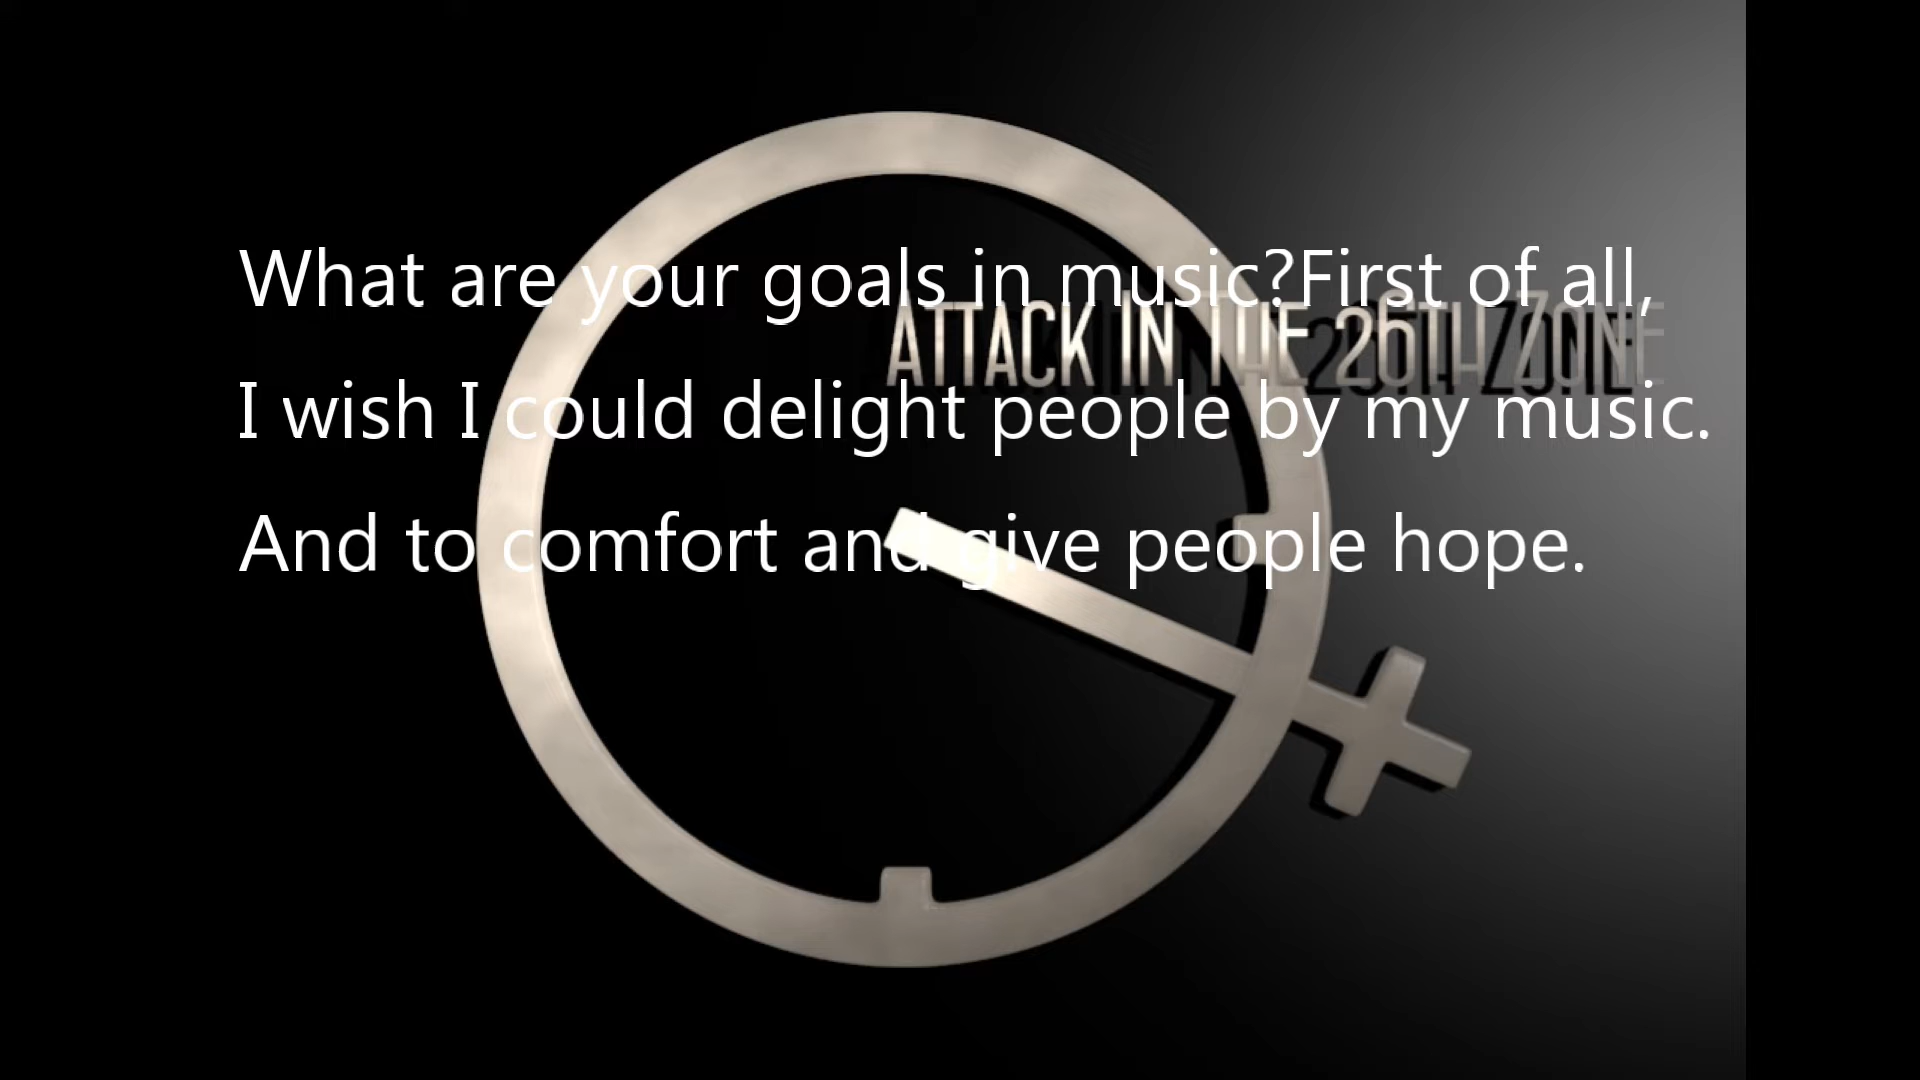 What are your goals in music?First of all,
ATTACK IN THE 26TH ZONE
I wish I could delight people by my music.
And to comfort and give people hope.